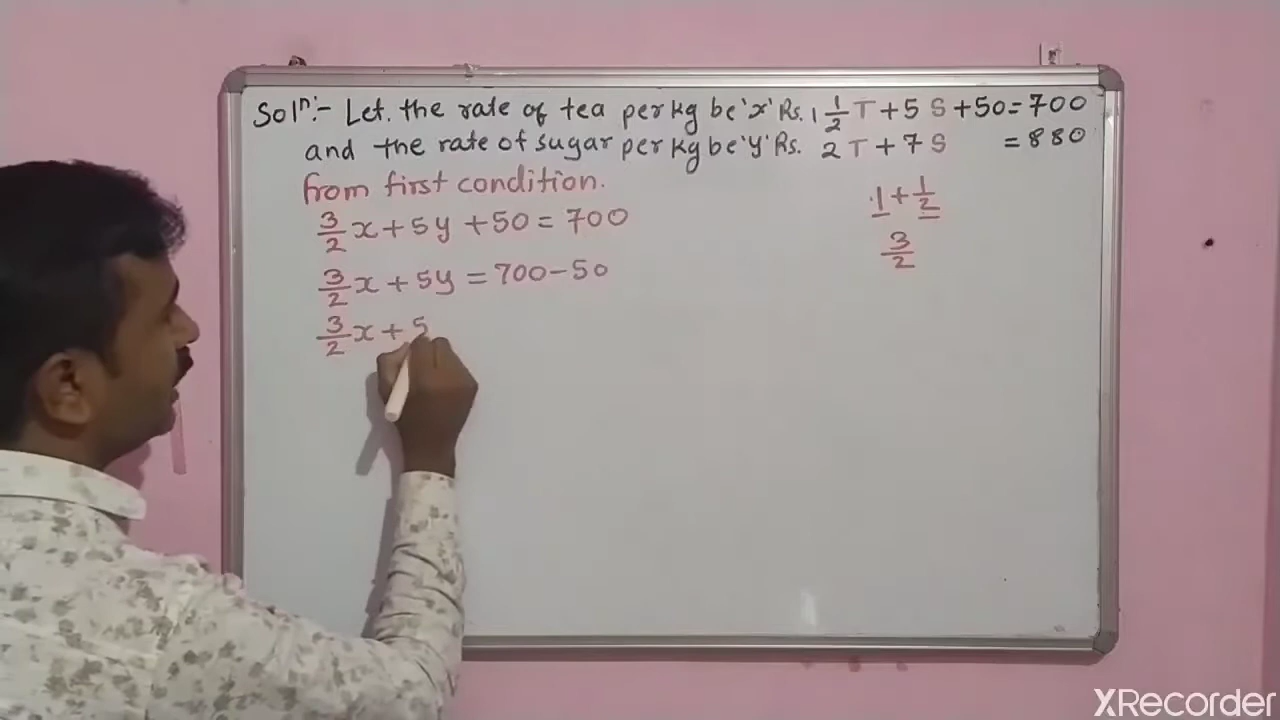 Solⁿ:- Let. the rate of tea per kg be 'x' Rs.
and the rate of sugar per kg be 'y' Rs.
1 1/2 T + 5 S + 50 = 700
2 T + 7 S = 880
from first condition.
3/2 x + 5y + 50 = 700
3/2 x + 5y = 700 - 50
3/2 x + 5
1 + 1/2
3/2
XRecorder